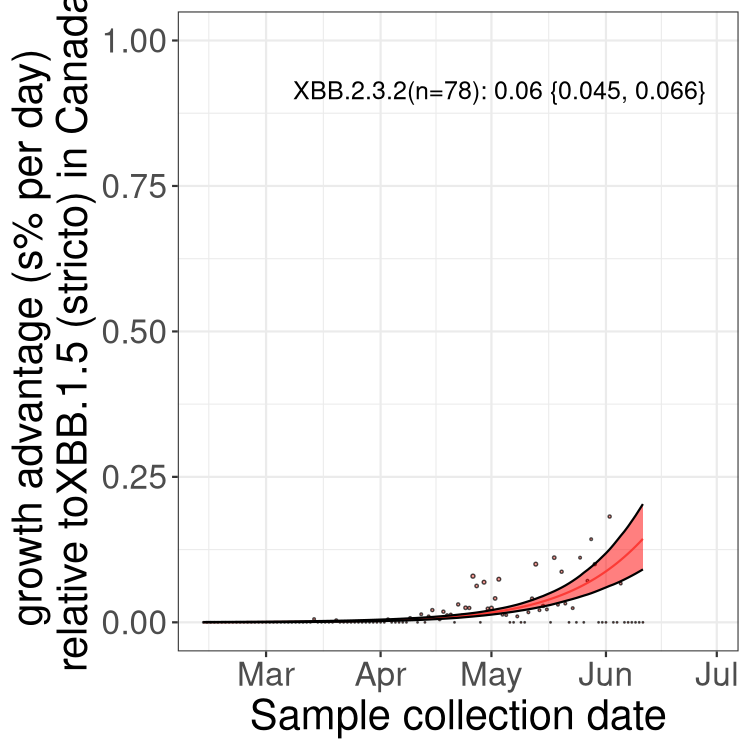 growth advantage (s% per day)
relative toXBB.1.5 (stricto) in Canada
1.00
0.75
0.50
0.25
0.00
XBB.2.3.2(n=78): 0.06 {0.045, 0.066}
Mar
Apr
May
Jun
Jul
Sample collection date